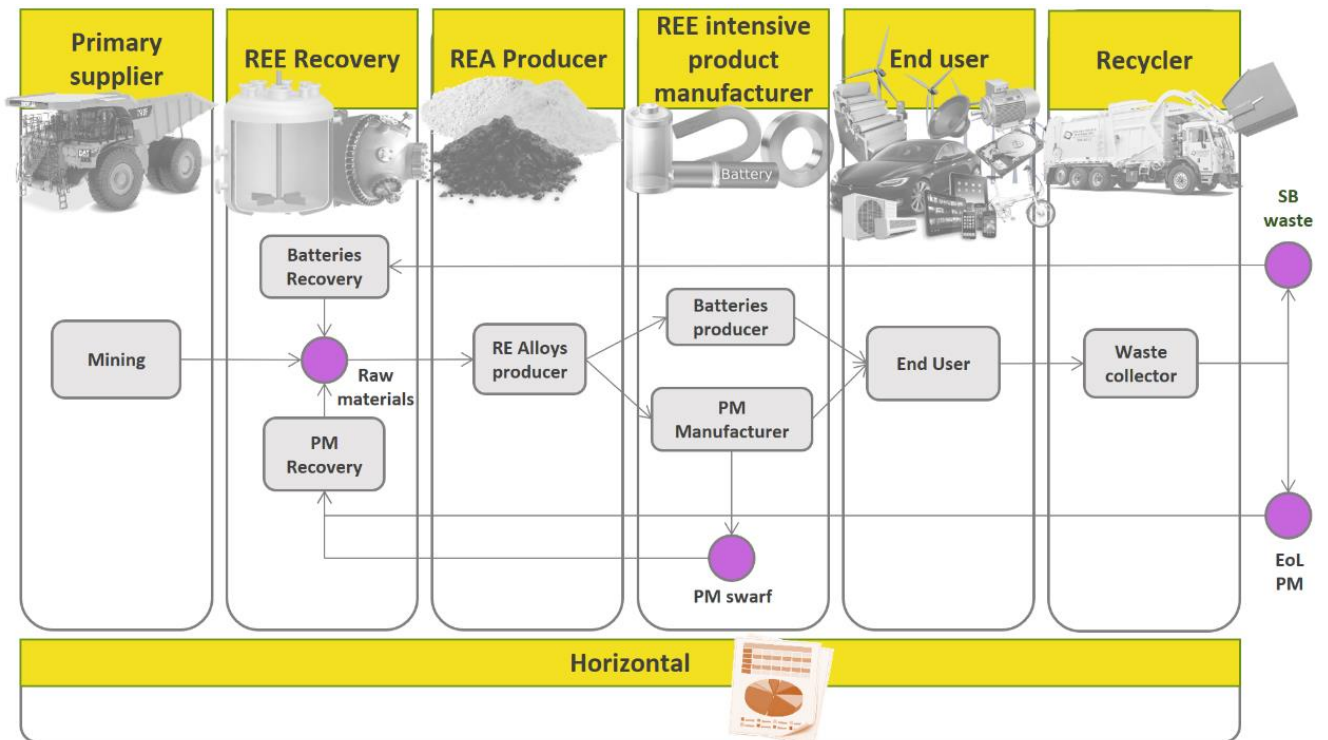 Primary
supplier
REE Recovery
REA Producer
REE intensive
product
manufacturer
End user
Recycler
Battery
SB
waste
Batteries
Recovery
Mining
Raw
materials
PM
Recovery
RE Alloys
producer
Batteries
producer
PM
Manufacturer
End User
Waste
collector
PM swarf
EoL
PM
Horizontal